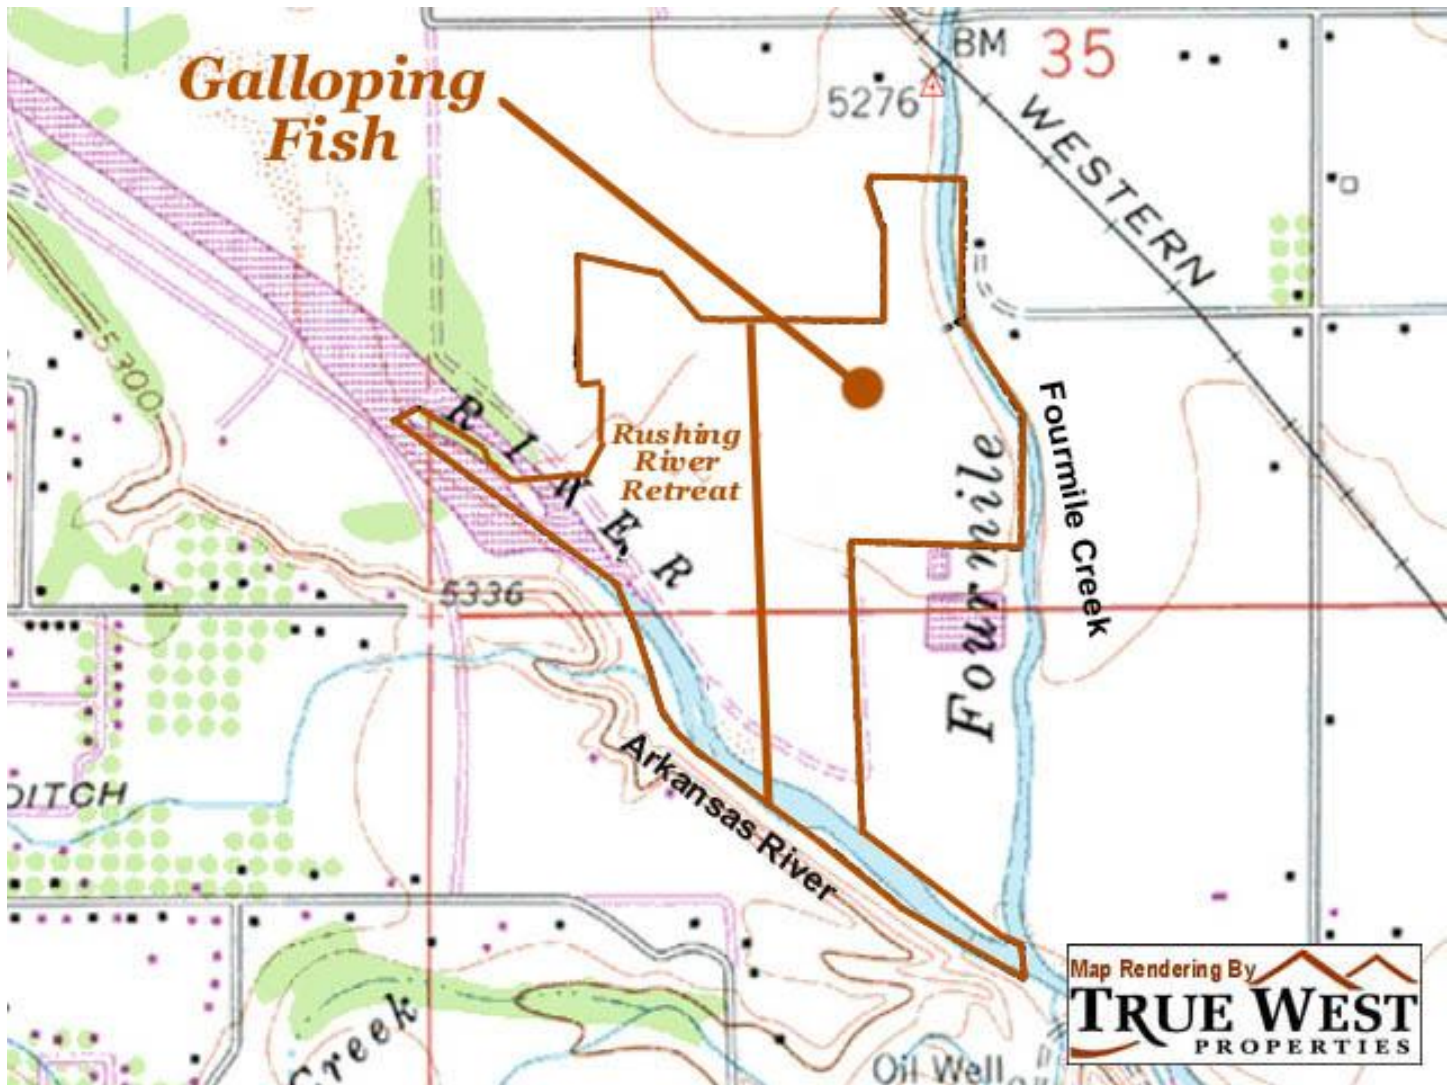 Galloping
Fish
BM
35
5276
WESTERN
5300
RIVER
Rushing
River
Retreat
Fourmile
Fourmile Creek
5336
Arkansas River
DITCH
Creek
Oil Well
Map Rendering By
TRUE WEST
PROPERTIES